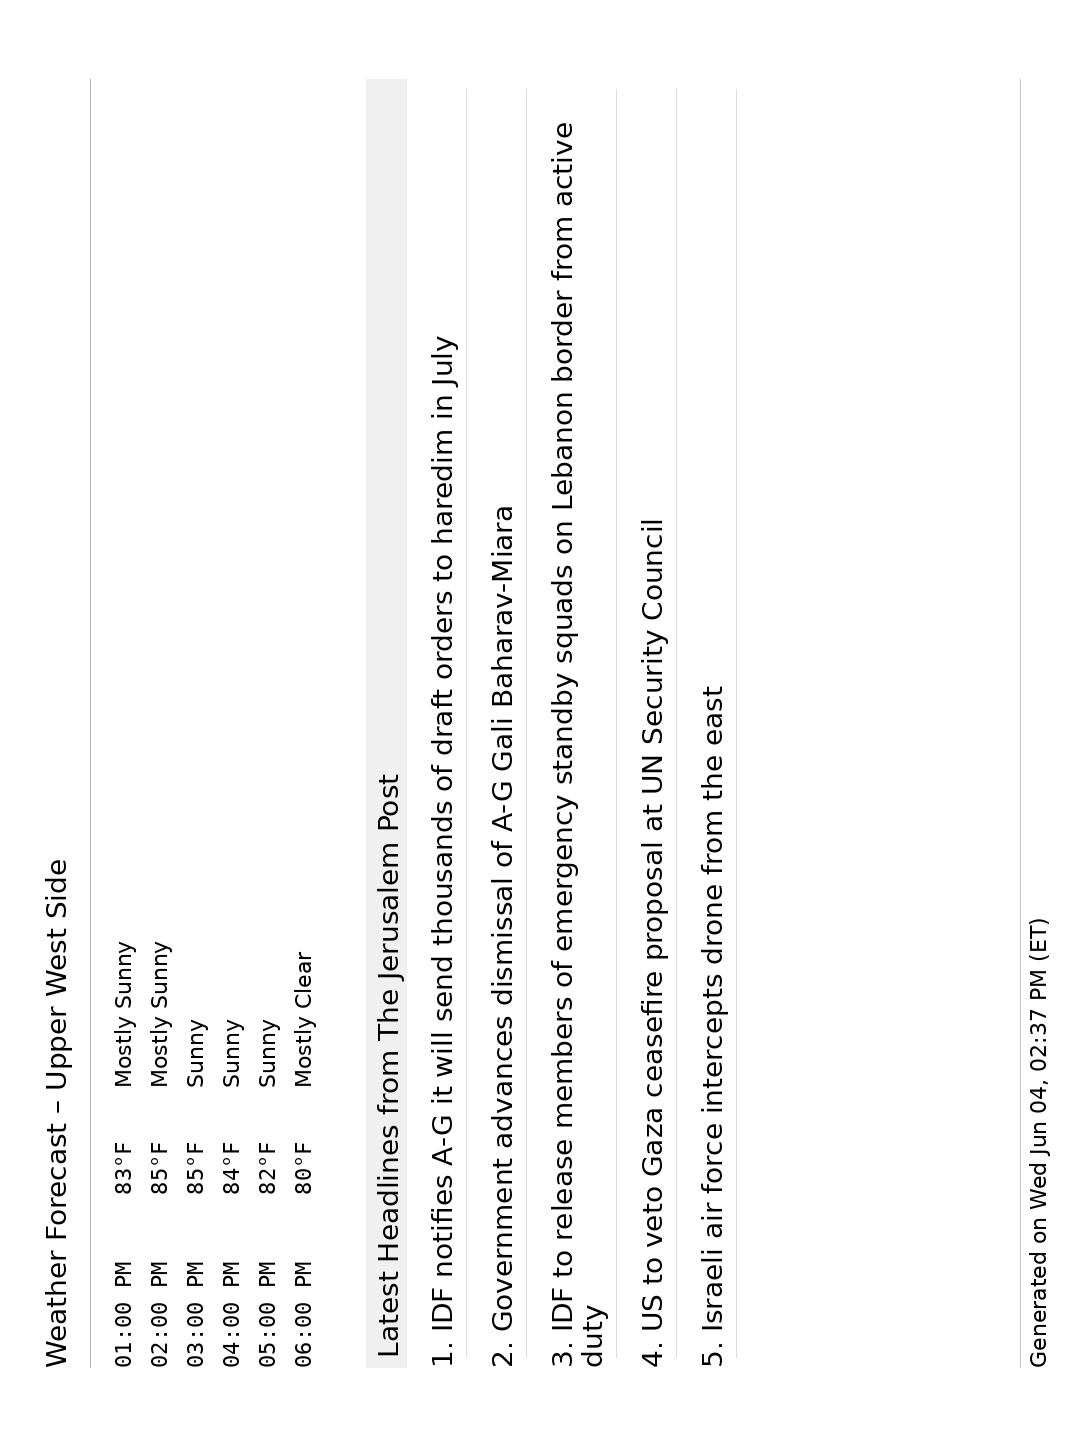 Weather Forecast – Upper West Side
01:00 PM 83°F Mostly Sunny
02:00 PM 85°F Mostly Sunny
03:00 PM 85°F Sunny
04:00 PM 84°F Sunny
05:00 PM 82°F Sunny
06:00 PM 80°F Mostly Clear
Latest Headlines from The Jerusalem Post
1. IDF notifies A-G it will send thousands of draft orders to haredim in July
2. Government advances dismissal of A-G Gali Baharav-Miara
3. IDF to release members of emergency standby squads on Lebanon border from active
duty
4. US to veto Gaza ceasefire proposal at UN Security Council
5. Israeli air force intercepts drone from the east
Generated on Wed Jun 04, 02:37 PM (ET)